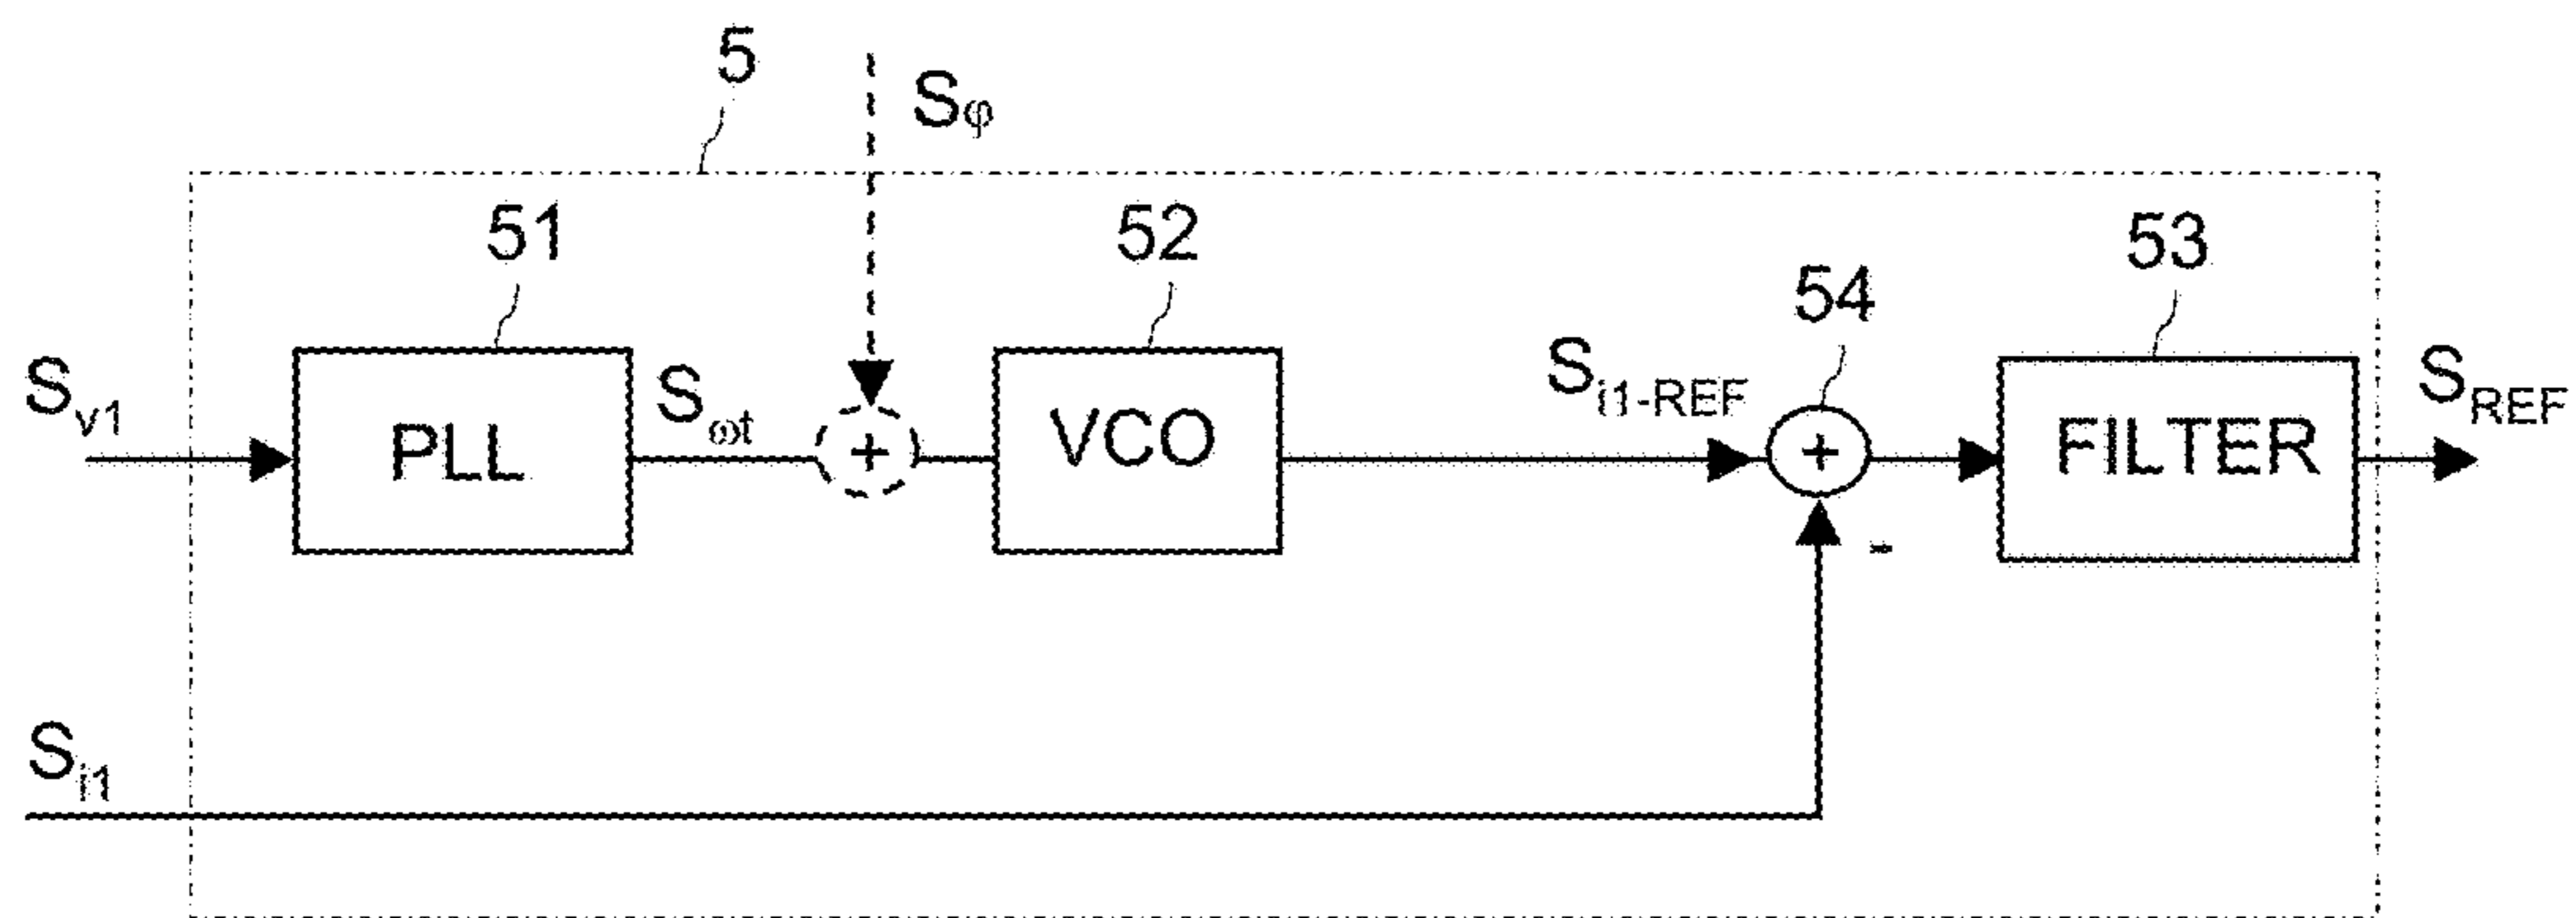 5
Sφ
51
52
53
54
Sv1
PLL
Sωt
+
VCO
Si1-REF
+
FILTER
SREF
-
Si1